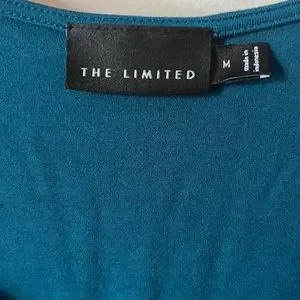 THE LIMITED
M
made in
indonesia